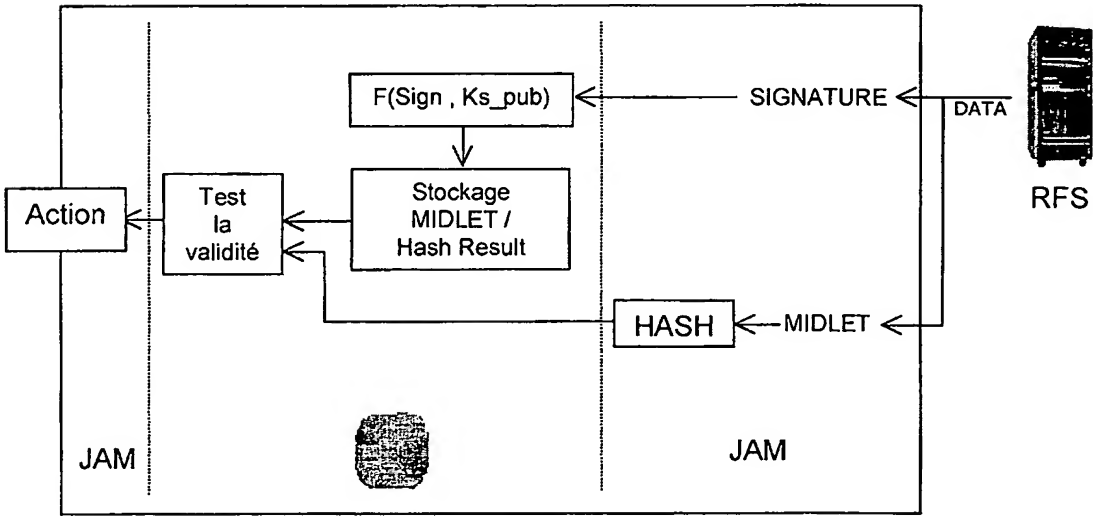 F(Sign , Ks_pub)
SIGNATURE
DATA
RFS
Action
Test
la
validité
Stockage
MIDLET /
Hash Result
HASH
MIDLET
JAM
JAM